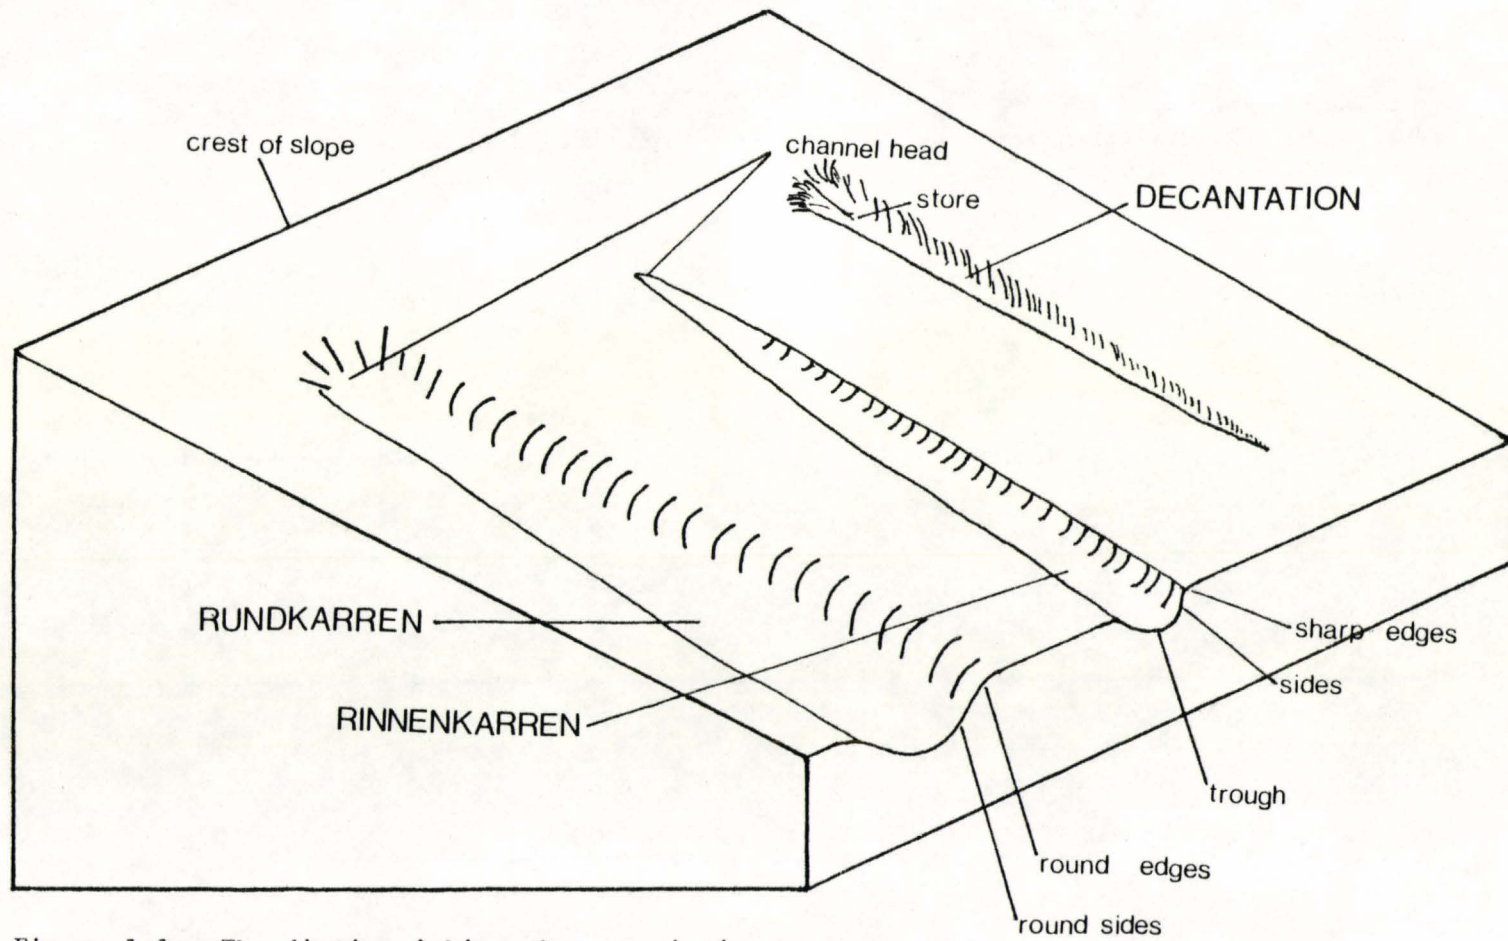 crest of slope
channel head
store
DECANTATION
RUNDKARREN
RINNENKARREN
sharp edges
sides
trough
round edges
round sides